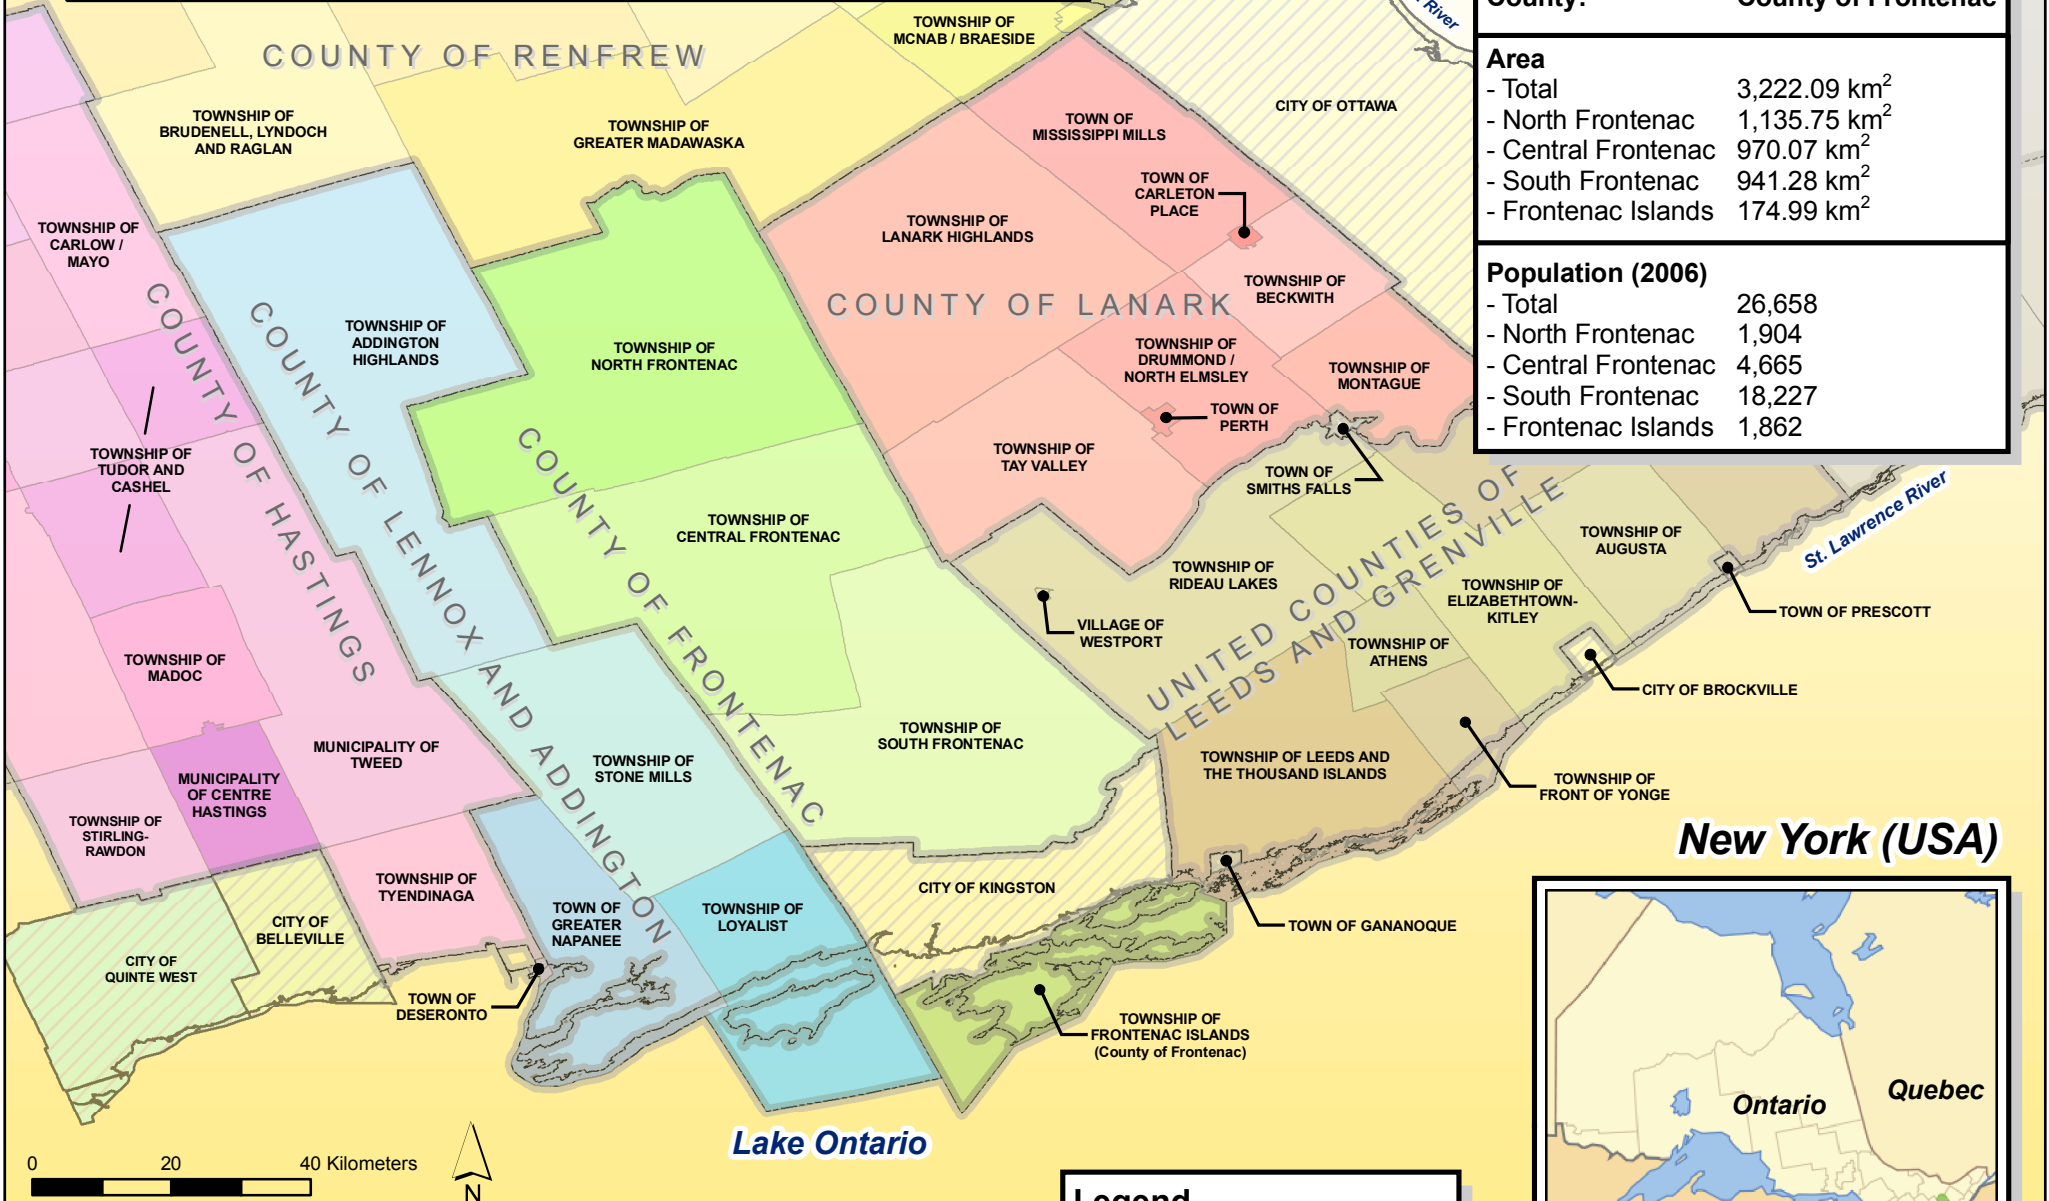 COUNTY OF RENFREW
TOWNSHIP OF
MCNAB / BRAESIDE
River
County: County of Frontenac
Area
- Total 3,222.09 km2
- North Frontenac 1,135.75 km2
- Central Frontenac 970.07 km2
- South Frontenac 941.28 km2
- Frontenac Islands 174.99 km2
Population (2006)
- Total 26,658
- North Frontenac 1,904
- Central Frontenac 4,665
- South Frontenac 18,227
- Frontenac Islands 1,862
TOWNSHIP OF
BRUDENELL, LYNDOCH
AND RAGLAN
TOWNSHIP OF
GREATER MADAWASKA
TOWN OF
MISSISSIPPI MILLS
CITY OF OTTAWA
TOWN OF
CARLETON
PLACE
TOWNSHIP OF
LANARK HIGHLANDS
TOWNSHIP OF
CARLOW /
MAYO
TOWNSHIP OF
BECKWITH
COUNTY OF LANARK
TOWNSHIP OF
ADDINGTON
HIGHLANDS
TOWNSHIP OF
NORTH FRONTENAC
TOWNSHIP OF
DRUMMOND /
NORTH ELMSLEY
TOWNSHIP OF
MONTAGUE
TOWN OF
PERTH
COUNTY OF HASTINGS
COUNTY OF LENNOX AND ADDINGTON
COUNTY OF FRONTENAC
TOWNSHIP OF
TUDOR AND
CASHEL
TOWNSHIP OF
TAY VALLEY
TOWN OF
SMITHS FALLS
TOWNSHIP OF
CENTRAL FRONTENAC
TOWNSHIP OF
RIDEAU LAKES
UNITED COUNTIES OF
LEEDS AND GRENVILLE
TOWNSHIP OF
AUGUSTA
St. Lawrence River
TOWNSHIP OF
ELIZABETHTOWN-
KITLEY
TOWN OF PRESCOTT
VILLAGE OF
WESTPORT
TOWNSHIP OF
ATHENS
TOWNSHIP OF
MADOC
CITY OF BROCKVILLE
MUNICIPALITY OF
TWEED
TOWNSHIP OF
STONE MILLS
TOWNSHIP OF
SOUTH FRONTENAC
TOWNSHIP OF LEEDS AND
THE THOUSAND ISLANDS
TOWNSHIP OF
FRONT OF YONGE
MUNICIPALITY
OF CENTRE
HASTINGS
TOWNSHIP OF
STIRLING-
RAWDON
New York (USA)
TOWNSHIP OF
TYENDINAGA
CITY OF KINGSTON
TOWN OF
GREATER
NAPANEE
TOWNSHIP OF
LOYALIST
TOWN OF GANANOQUE
CITY OF
BELLEVILLE
CITY OF
QUINTE WEST
TOWN OF
DESERONTO
TOWNSHIP OF
FRONTENAC ISLANDS
(County of Frontenac)
Lake Ontario
Ontario
Quebec
0 20 40 Kilometers
N
Legend